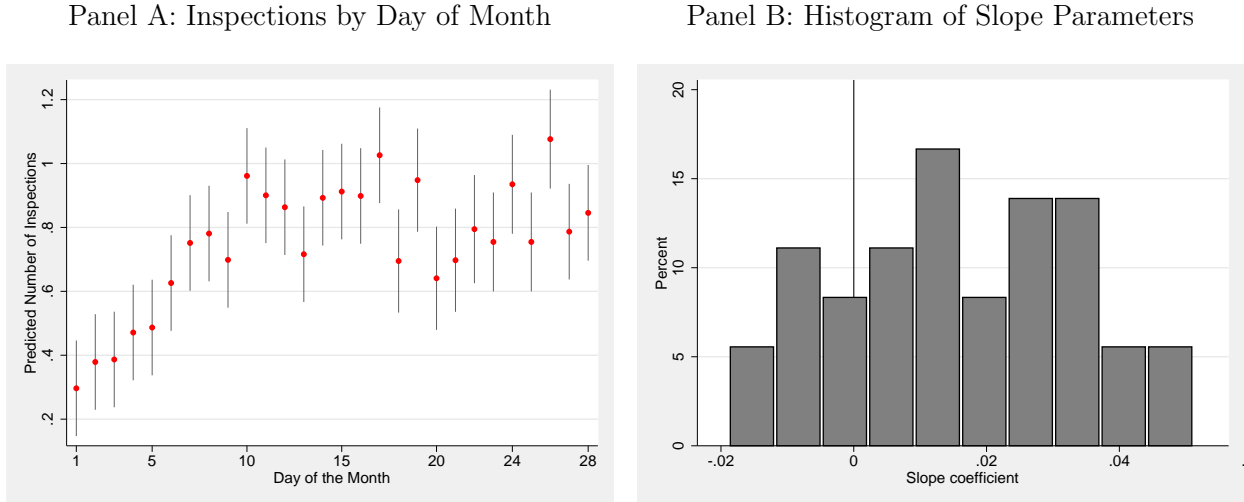 Panel A: Inspections by Day of Month
Predicted Number of Inspections
1.2
1
.8
.6
.4
.2
1 5 10 15 20 24 28
Day of the Month
Panel B: Histogram of Slope Parameters
Percent
20
15
10
5
0
-.02 0 .02 .04 .
Slope coefficient